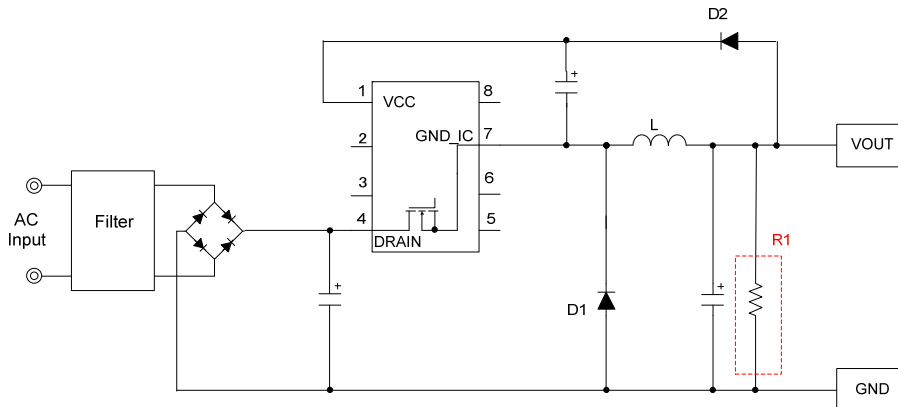 D2
+
1
VCC
8
L
2
GND_IC
7
VOUT
3
6
AC
Input
Filter
4
DRAIN
5
R1
+
D1
+
GND